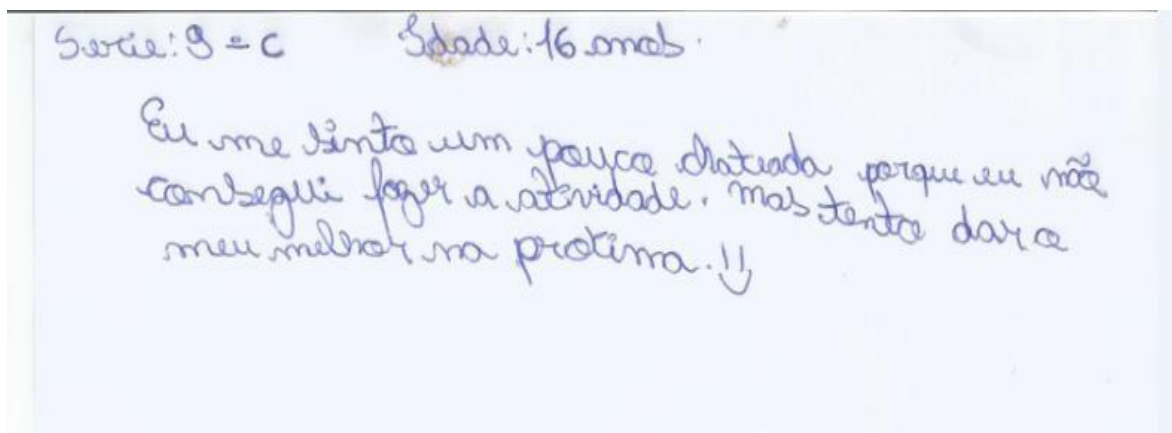 Serie: 9 = C Idade: 16 anos.
Eu me sinto um pouco chateada porque eu não
consegui fazer a atividade. mas tento dar o
meu melhor na protima. !!